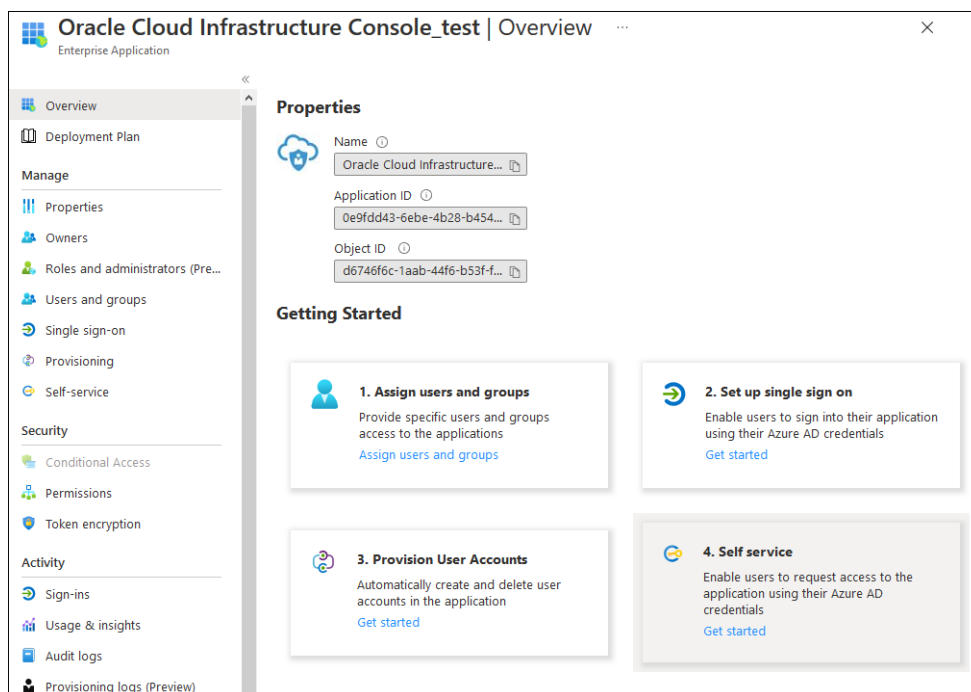 Oracle Cloud Infrastructure Console_test | Overview ...
Enterprise Application
«
Overview
Deployment Plan
Manage
Properties
Owners
Roles and administrators (Pre...
Users and groups
Single sign-on
Provisioning
Self-service
Security
Conditional Access
Permissions
Token encryption
Activity
Sign-ins
Usage & insights
Audit logs
Provisioning logs (Preview)
Properties
Name
Oracle Cloud Infrastructure...
Application ID
0e9fdd43-6ebe-4b28-b454...
Object ID
d6746f6c-1aab-44f6-b53f-f...
Getting Started
1. Assign users and groups
Provide specific users and groups
access to the applications
Assign users and groups
2. Set up single sign on
Enable users to sign into their application
using their Azure AD credentials
Get started
3. Provision User Accounts
Automatically create and delete user
accounts in the application
Get started
4. Self service
Enable users to request access to the
application using their Azure AD
credentials
Get started